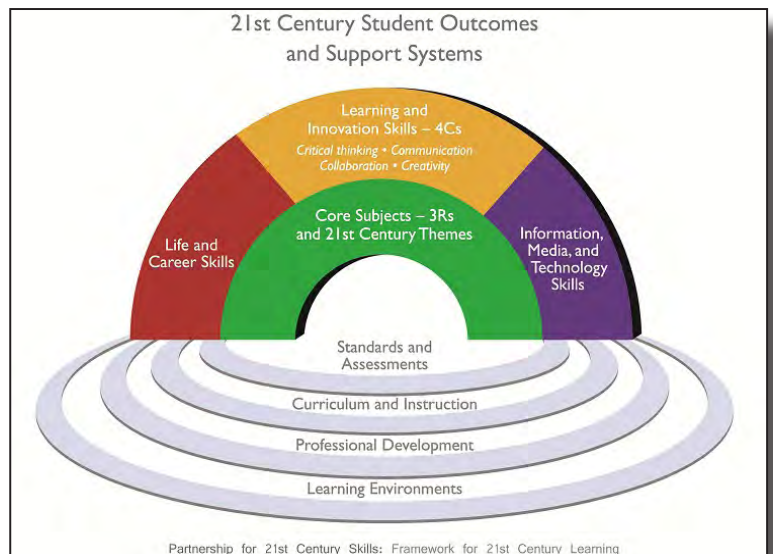 21st Century Student Outcomes
and Support Systems
Learning and
Innovation Skills – 4Cs
Critical thinking • Communication
Collaboration • Creativity
Core Subjects – 3Rs
and 21st Century Themes
Life and
Career Skills
Information,
Media, and
Technology
Skills
Standards and
Assessments
Curriculum and Instruction
Professional Development
Learning Environments
Partnership for 21st Century Skills: Framework for 21st Century Learning